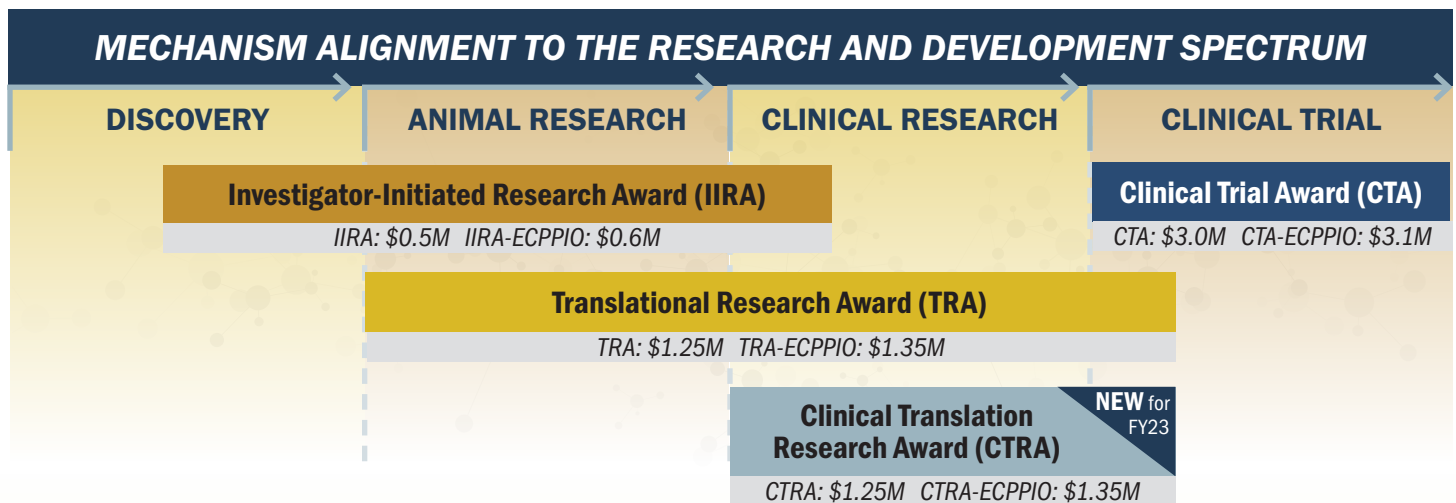 MECHANISM ALIGNMENT TO THE RESEARCH AND DEVELOPMENT SPECTRUM
DISCOVERY
ANIMAL RESEARCH
CLINICAL RESEARCH
CLINICAL TRIAL
Investigator-Initiated Research Award (IIRA)
IIRA: $0.5M IIRA-ECPPIO: $0.6M
Clinical Trial Award (CTA)
CTA: $3.0M CTA-ECPPIO: $3.1M
Translational Research Award (TRA)
TRA: $1.25M TRA-ECPPIO: $1.35M
Clinical Translation
Research Award (CTRA)
NEW for
FY23
CTRA: $1.25M CTRA-ECPPIO: $1.35M